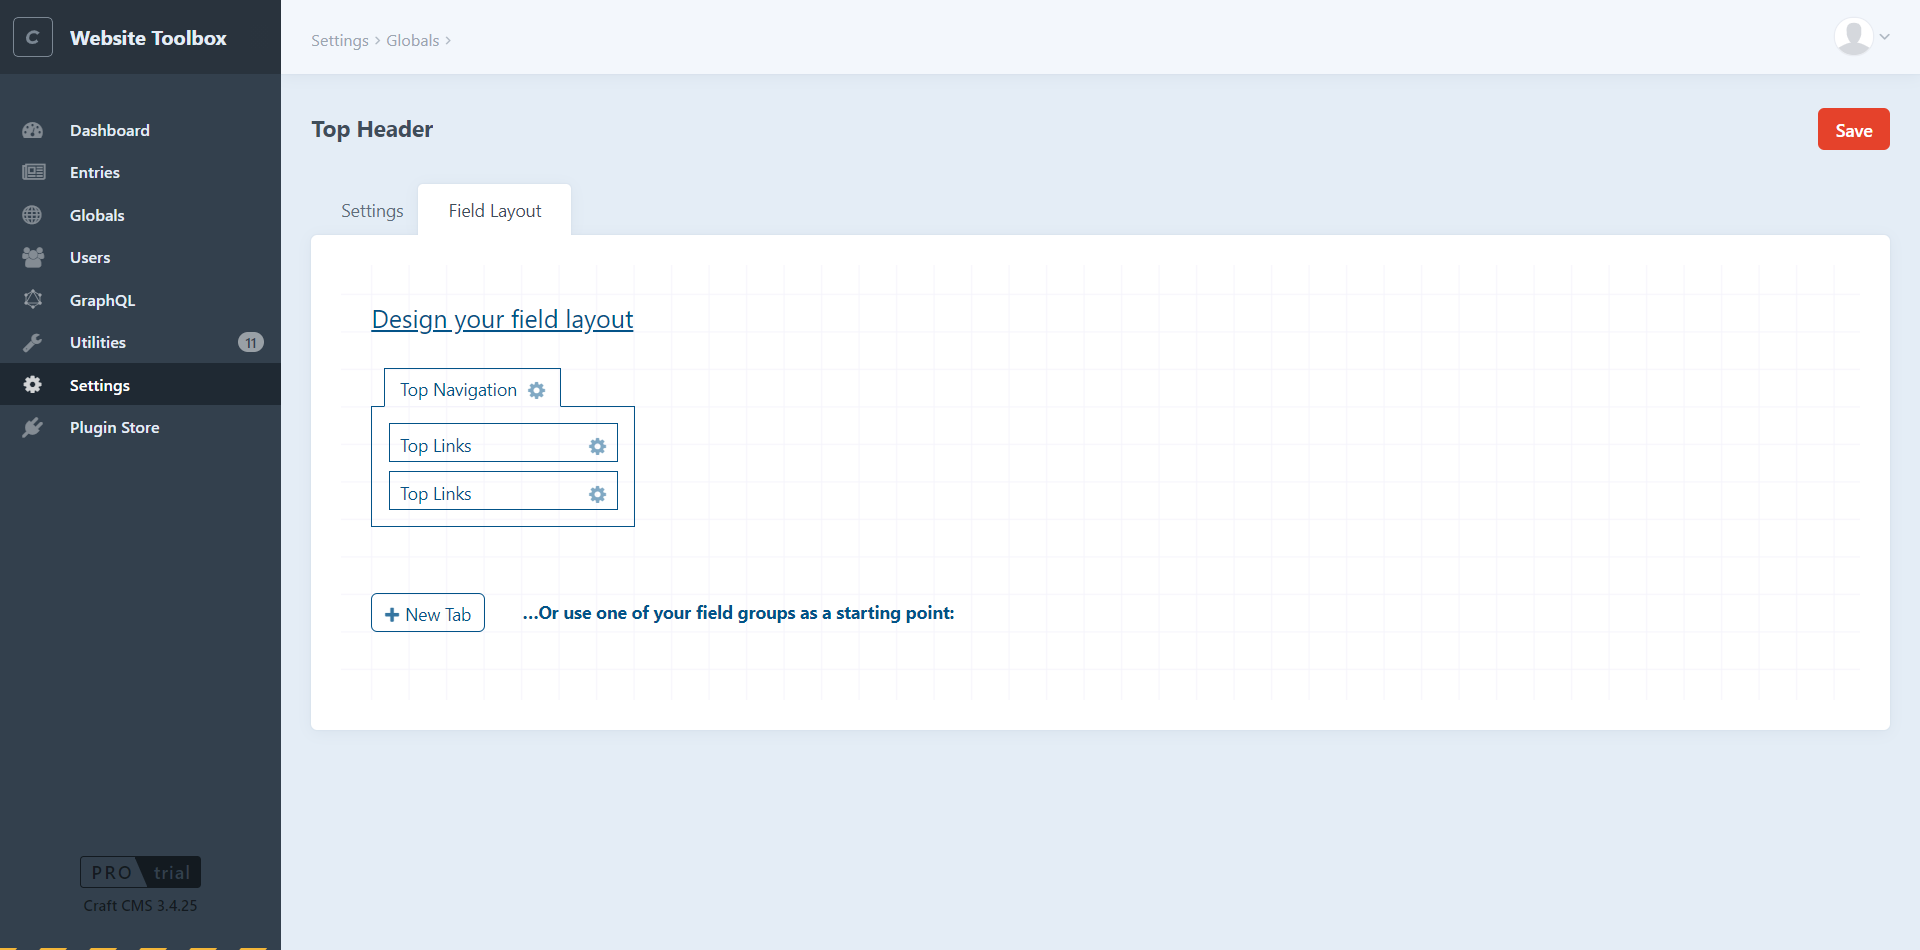 C
Website Toolbox
Settings > Globals >
Dashboard
Entries
Globals
Users
GraphQL
Utilities 11
Settings
Plugin Store
Top Header
Save
Settings
Field Layout
Design your field layout
Top Navigation
Top Links
Top Links
New Tab
...Or use one of your field groups as a starting point:
PRO trial
Craft CMS 3.4.25